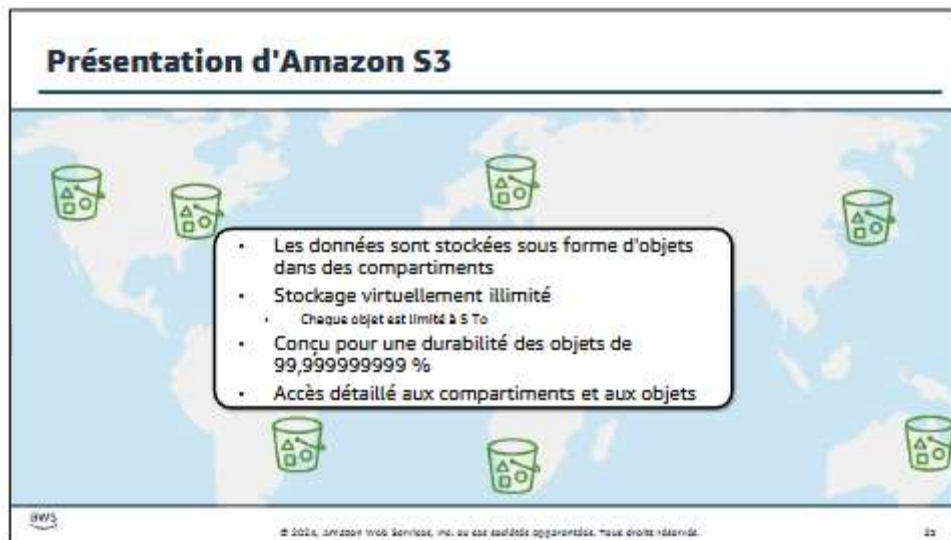 Présentation d'Amazon S3
• Les données sont stockées sous forme d'objets
dans des compartiments
• Stockage virtuellement illimité
• Chaque objet est limité à 5 To
• Conçu pour une durabilité des objets de
99,999999999 %
• Accès détaillé aux compartiments et aux objets
aws
© 2024, Amazon Web Services, Inc. ou ses sociétés apparentées. Tous droits réservés.